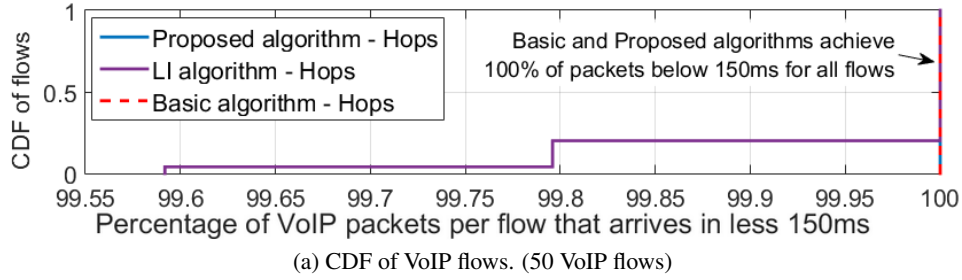 1
0.5
0
CDF of flows
Proposed algorithm - Hops
LI algorithm - Hops
Basic algorithm - Hops
Basic and Proposed algorithms achieve
100% of packets below 150ms for all flows
99.55 99.6 99.65 99.7 99.75 99.8 99.85 99.9 99.95 100
Percentage of VoIP packets per flow that arrives in less 150ms
(a) CDF of VoIP flows. (50 VoIP flows)